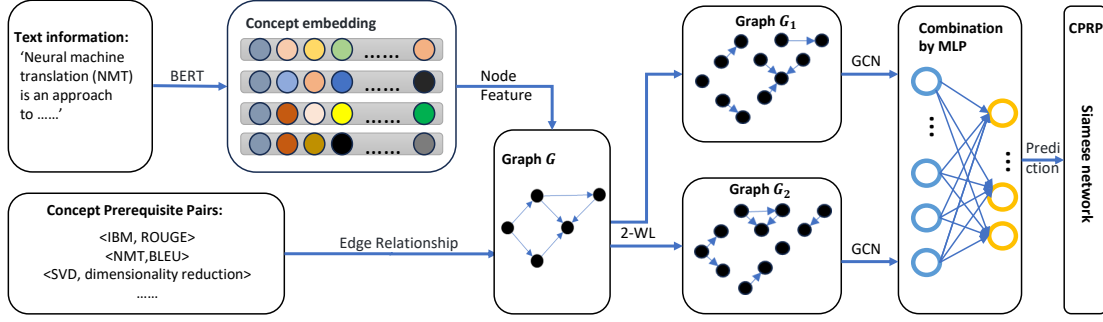 Text information:
‘Neural machine
translation (NMT)
is an approach
to ......’
BERT
Concept embedding
......
......
......
......
Node
Feature
Concept Prerequisite Pairs:
<IBM, ROUGE>
<NMT,BLEU>
<SVD, dimensionality reduction>
......
Edge Relationship
Graph G
2-WL
Graph G₁
GCN
Graph G₂
GCN
Combination
by MLP
...
...
Predi
ction
CPRP
Siamese network